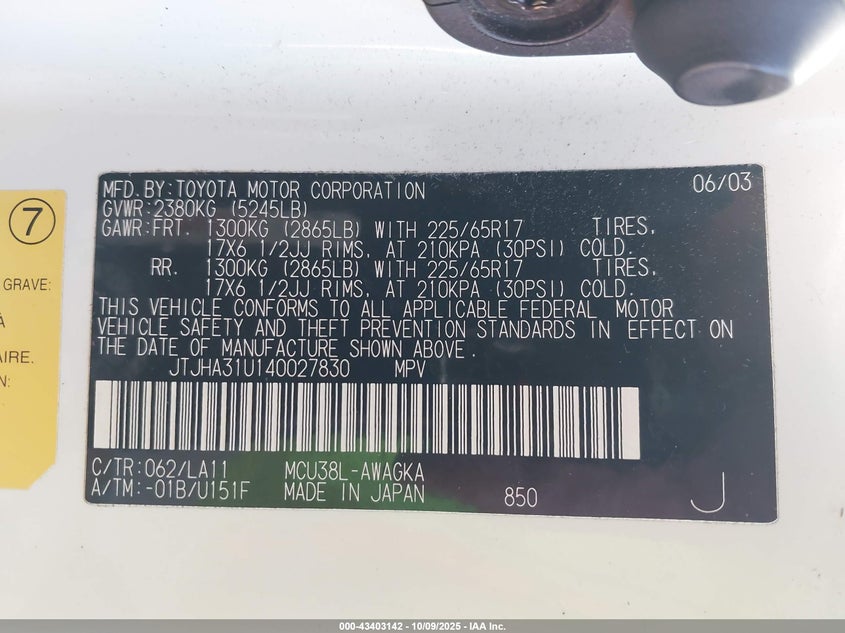 7
GRAVE:
À
AIRE.
N:
MFD. BY: TOYOTA MOTOR CORPORATION 06/03
GVWR: 2380KG (5245LB)
GAWR: FRT. 1300KG (2865LB) WITH 225/65R17 TIRES,
17X6 1/2JJ RIMS, AT 210KPA (30PSI) COLD.
RR. 1300KG (2865LB) WITH 225/65R17 TIRES,
17X6 1/2JJ RIMS, AT 210KPA (30PSI) COLD.
THIS VEHICLE CONFORMS TO ALL APPLICABLE FEDERAL MOTOR
VEHICLE SAFETY AND THEFT PREVENTION STANDARDS IN EFFECT ON
THE DATE OF MANUFACTURE SHOWN ABOVE.
JTJHA31U140027830 MPV
C/TR: 062/LA11 MCU38L-AWAGKA
A/TM: -01B/U151F MADE IN JAPAN 850 J
000-43403142 - 10/09/2025 - IAA Inc.